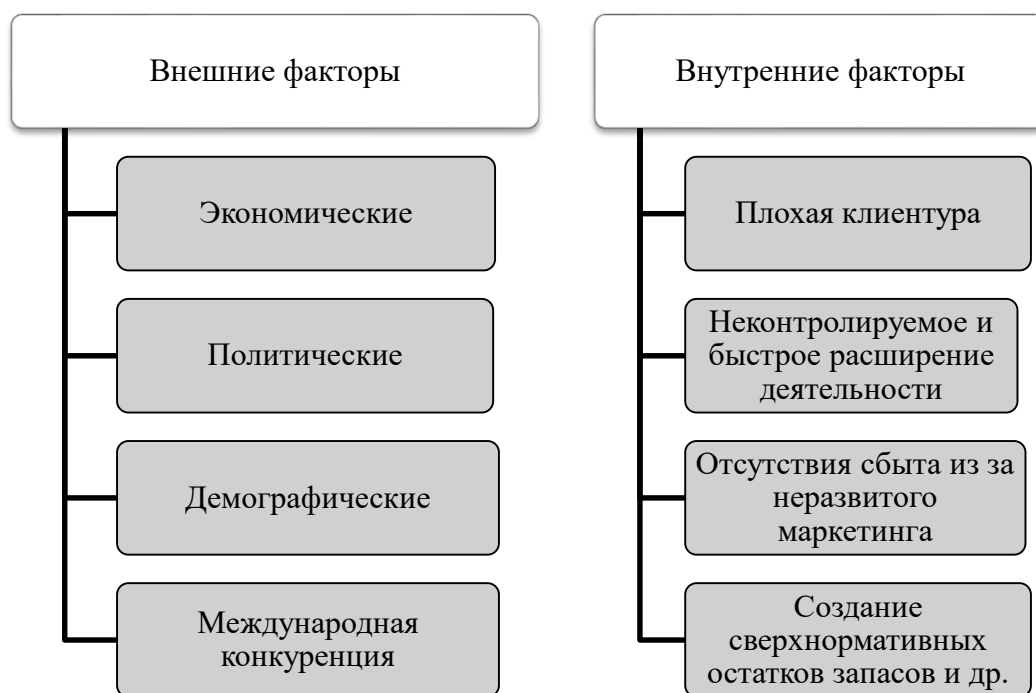 Внешние факторы
Экономические
Политические
Демографические
Международная
конкуренция
Внутренние факторы
Плохая клиентура
Неконтролируемое и
быстрое расширение
деятельности
Отсутствия сбыта из за
неразвитого
маркетинга
Создание
сверхнормативных
остатков запасов и др.